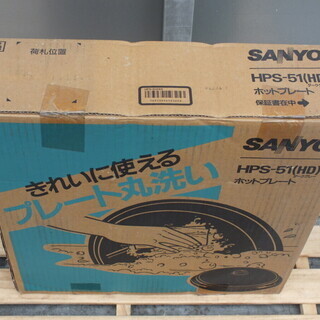 荷札位置
SANYO
HPS-51(HD)
ホットプレート
保証書在中
SANYO
HPS-51(HD)
ホットプレート
きれいに使える
プレート丸洗い